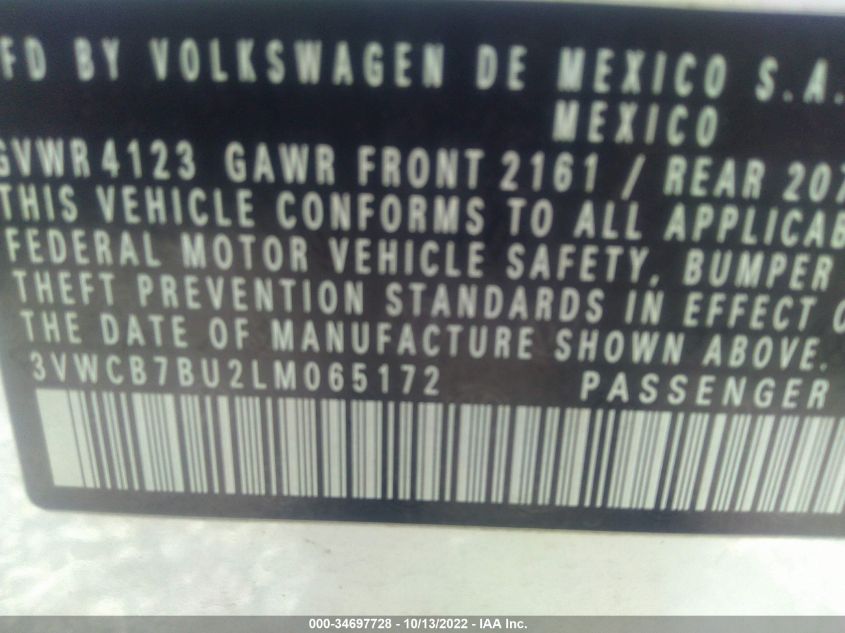 FD BY VOLKSWAGEN DE MEXICO S.A.
MEXICO
GVWR 4123 GAWR FRONT 2161 / REAR 207
THIS VEHICLE CONFORMS TO ALL APPLICAB
FEDERAL MOTOR VEHICLE SAFETY, BUMPER
THEFT PREVENTION STANDARDS IN EFFECT O
THE DATE OF MANUFACTURE SHOWN ABOVE.
3VWCB7BU2LM065172 PASSENGER
000-34697728 - 10/13/2022 - IAA Inc.